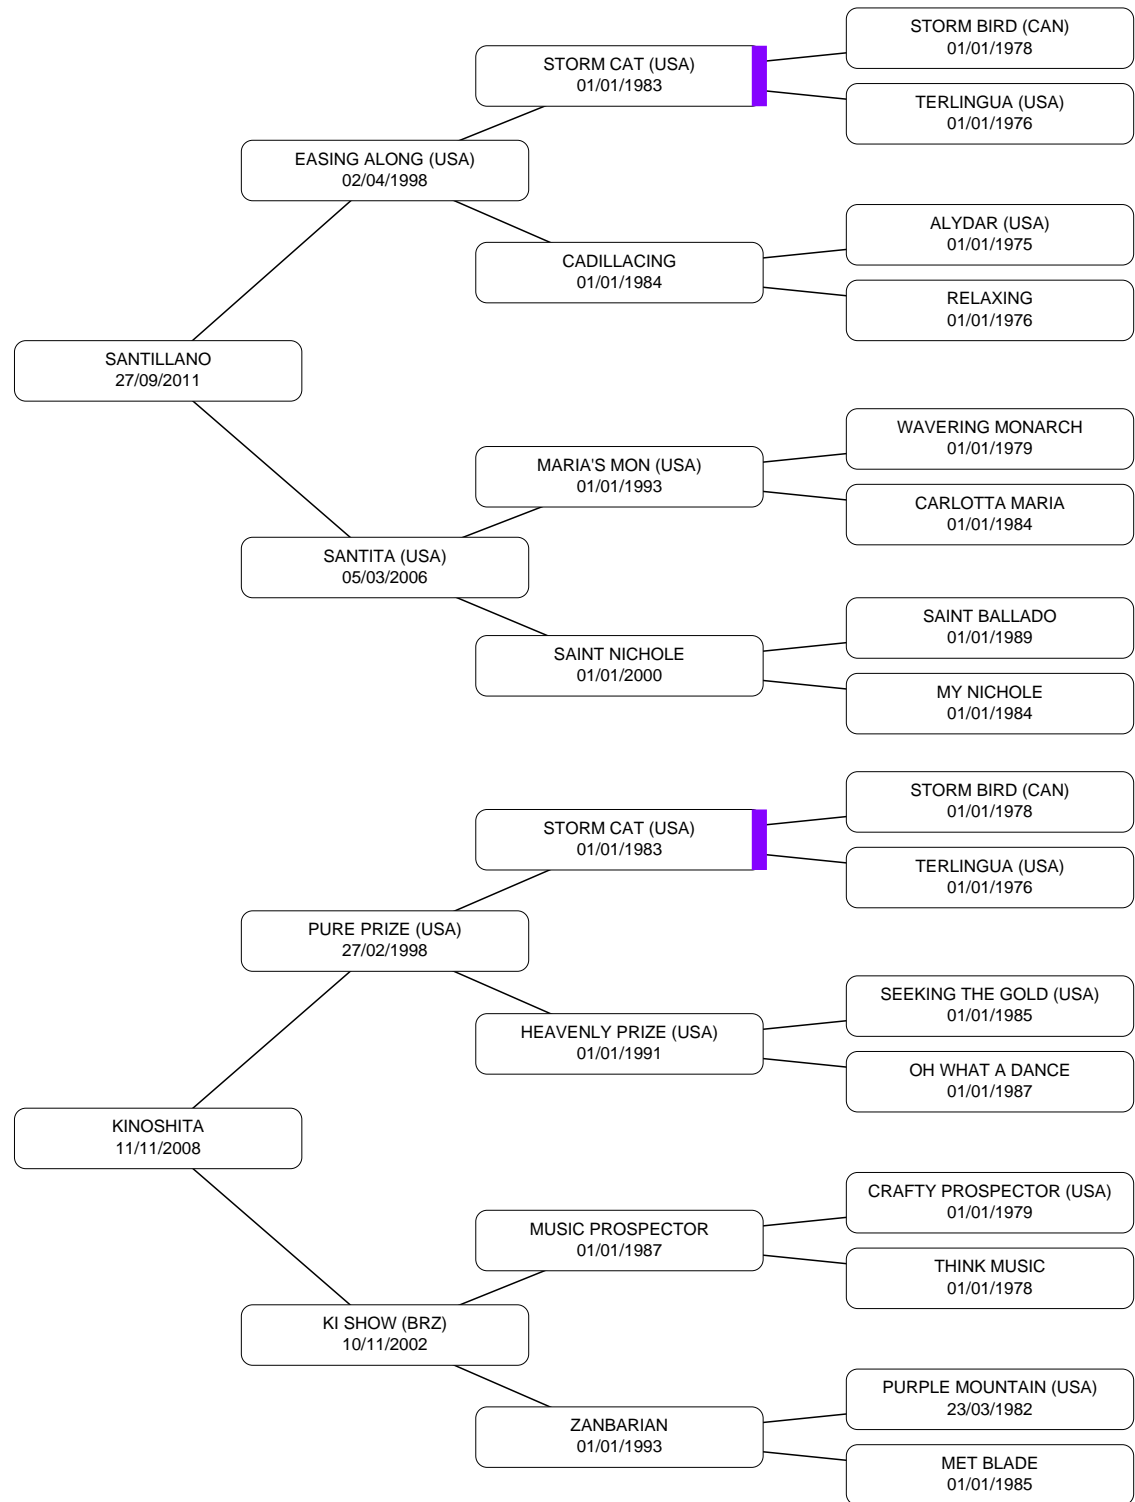 STORM BIRD (CAN)
01/01/1978
STORM CAT (USA)
01/01/1983
TERLINGUA (USA)
01/01/1976
EASING ALONG (USA)
02/04/1998
ALYDAR (USA)
01/01/1975
CADILLACING
01/01/1984
RELAXING
01/01/1976
SANTILLANO
27/09/2011
WAVERING MONARCH
01/01/1979
MARIA'S MON (USA)
01/01/1993
CARLOTTA MARIA
01/01/1984
SANTITA (USA)
05/03/2006
SAINT BALLADO
01/01/1989
SAINT NICHOLE
01/01/2000
MY NICHOLE
01/01/1984
STORM BIRD (CAN)
01/01/1978
STORM CAT (USA)
01/01/1983
TERLINGUA (USA)
01/01/1976
PURE PRIZE (USA)
27/02/1998
SEEKING THE GOLD (USA)
01/01/1985
HEAVENLY PRIZE (USA)
01/01/1991
OH WHAT A DANCE
01/01/1987
KINOSHITA
11/11/2008
CRAFTY PROSPECTOR (USA)
01/01/1979
MUSIC PROSPECTOR
01/01/1987
THINK MUSIC
01/01/1978
KI SHOW (BRZ)
10/11/2002
PURPLE MOUNTAIN (USA)
23/03/1982
ZANBARIAN
01/01/1993
MET BLADE
01/01/1985